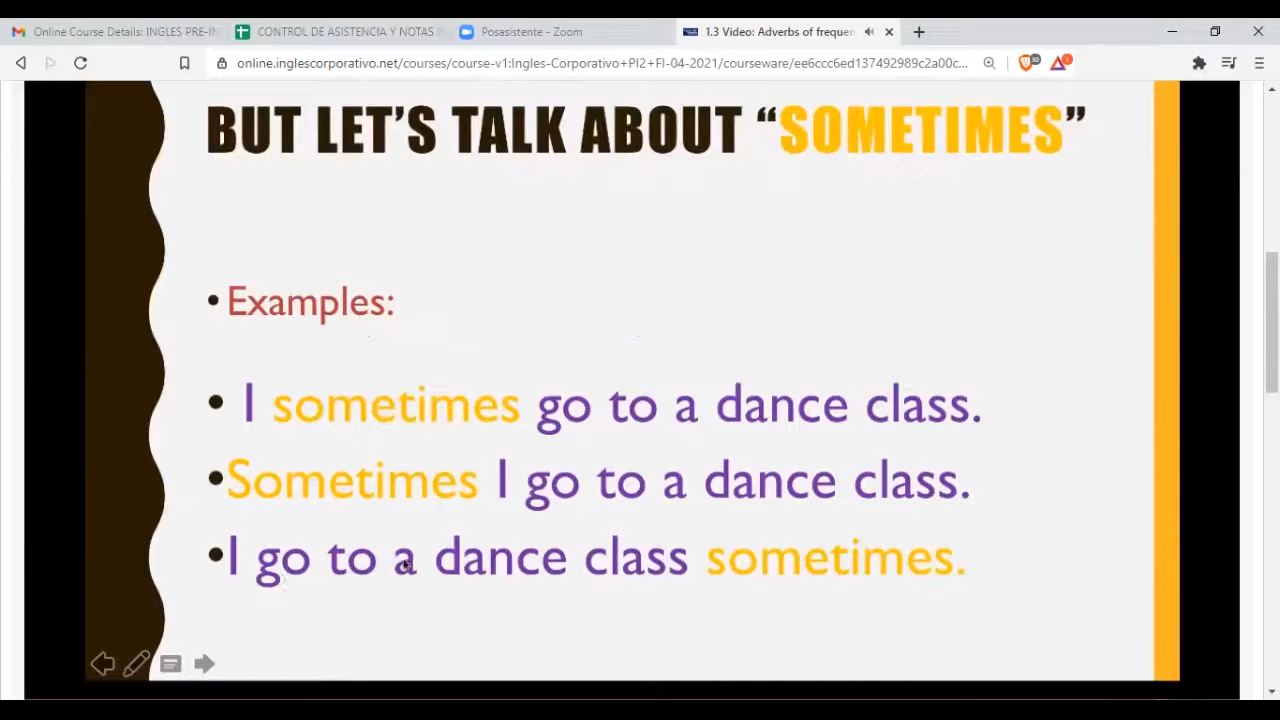 Online Course Details: INGLES PRE-IN
CONTROL DE ASISTENCIA Y NOTAS
Posasistente - Zoom
1.3 Video: Adverbs of frequen
online.inglescorporativo.net/courses/course-v1:Ingles-Corporativo+PI2+FI-04-2021/courseware/ee6ccc6ed137492989c2a00c...
BUT LET'S TALK ABOUT “SOMETIMES”
• Examples:
• I sometimes go to a dance class.
• Sometimes I go to a dance class.
• I go to a dance class sometimes.